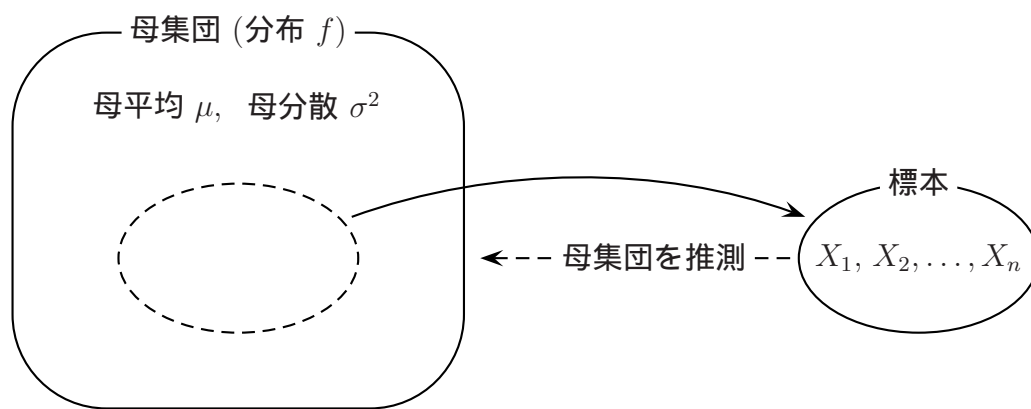 母集団 (分布 f)
母平均 μ, 母分散 σ²
標本
母集団を推測
X₁, X₂, . . . , Xₙ